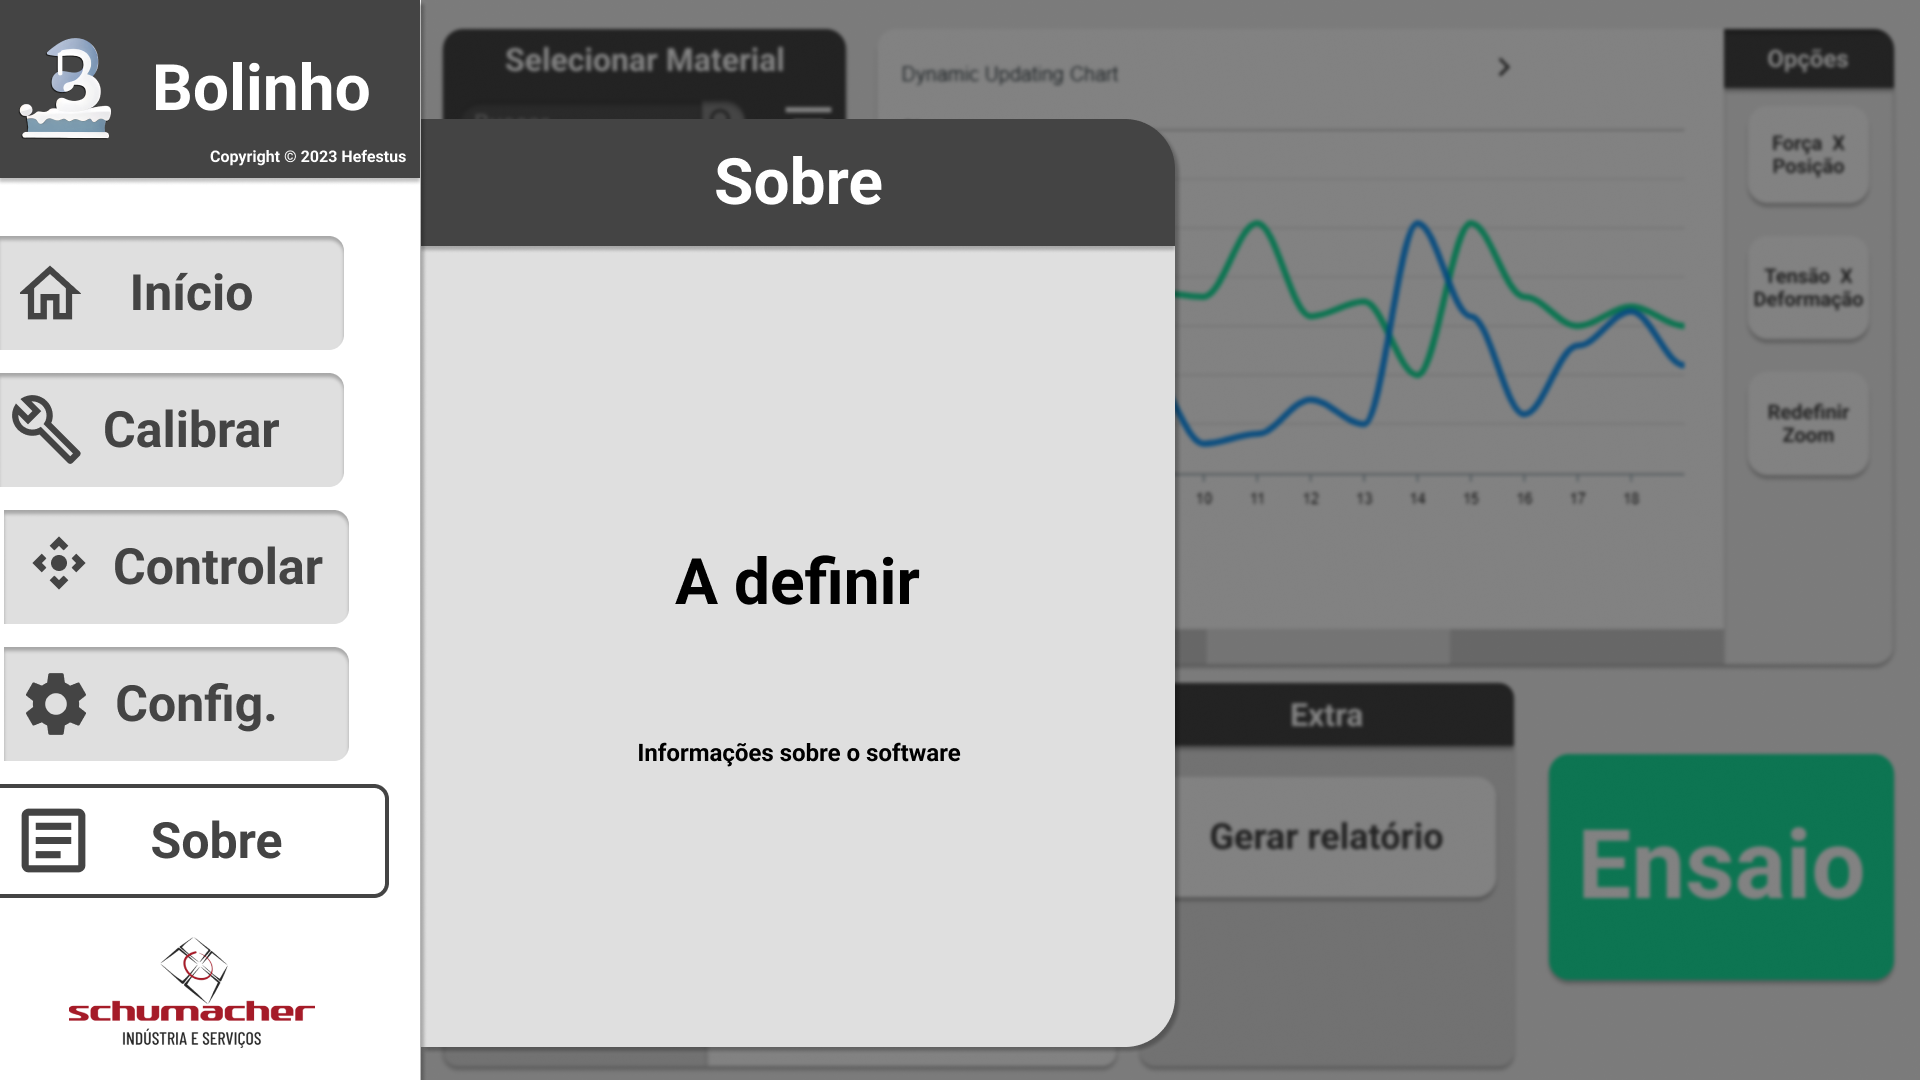 Bolinho
Copyright © 2023 Hefestus
Início
Calibrar
Controlar
Config.
Sobre
schumacher
INDÚSTRIA E SERVIÇOS
Sobre
A definir
Informações sobre o software
Selecionar Material
Dynamic Updating Chart
10 11 12 13 14 15 16 17 18
Opções
Força X
Posição
Tensão X
Deformação
Redefinir
Zoom
Extra
Gerar relatório
Ensaio